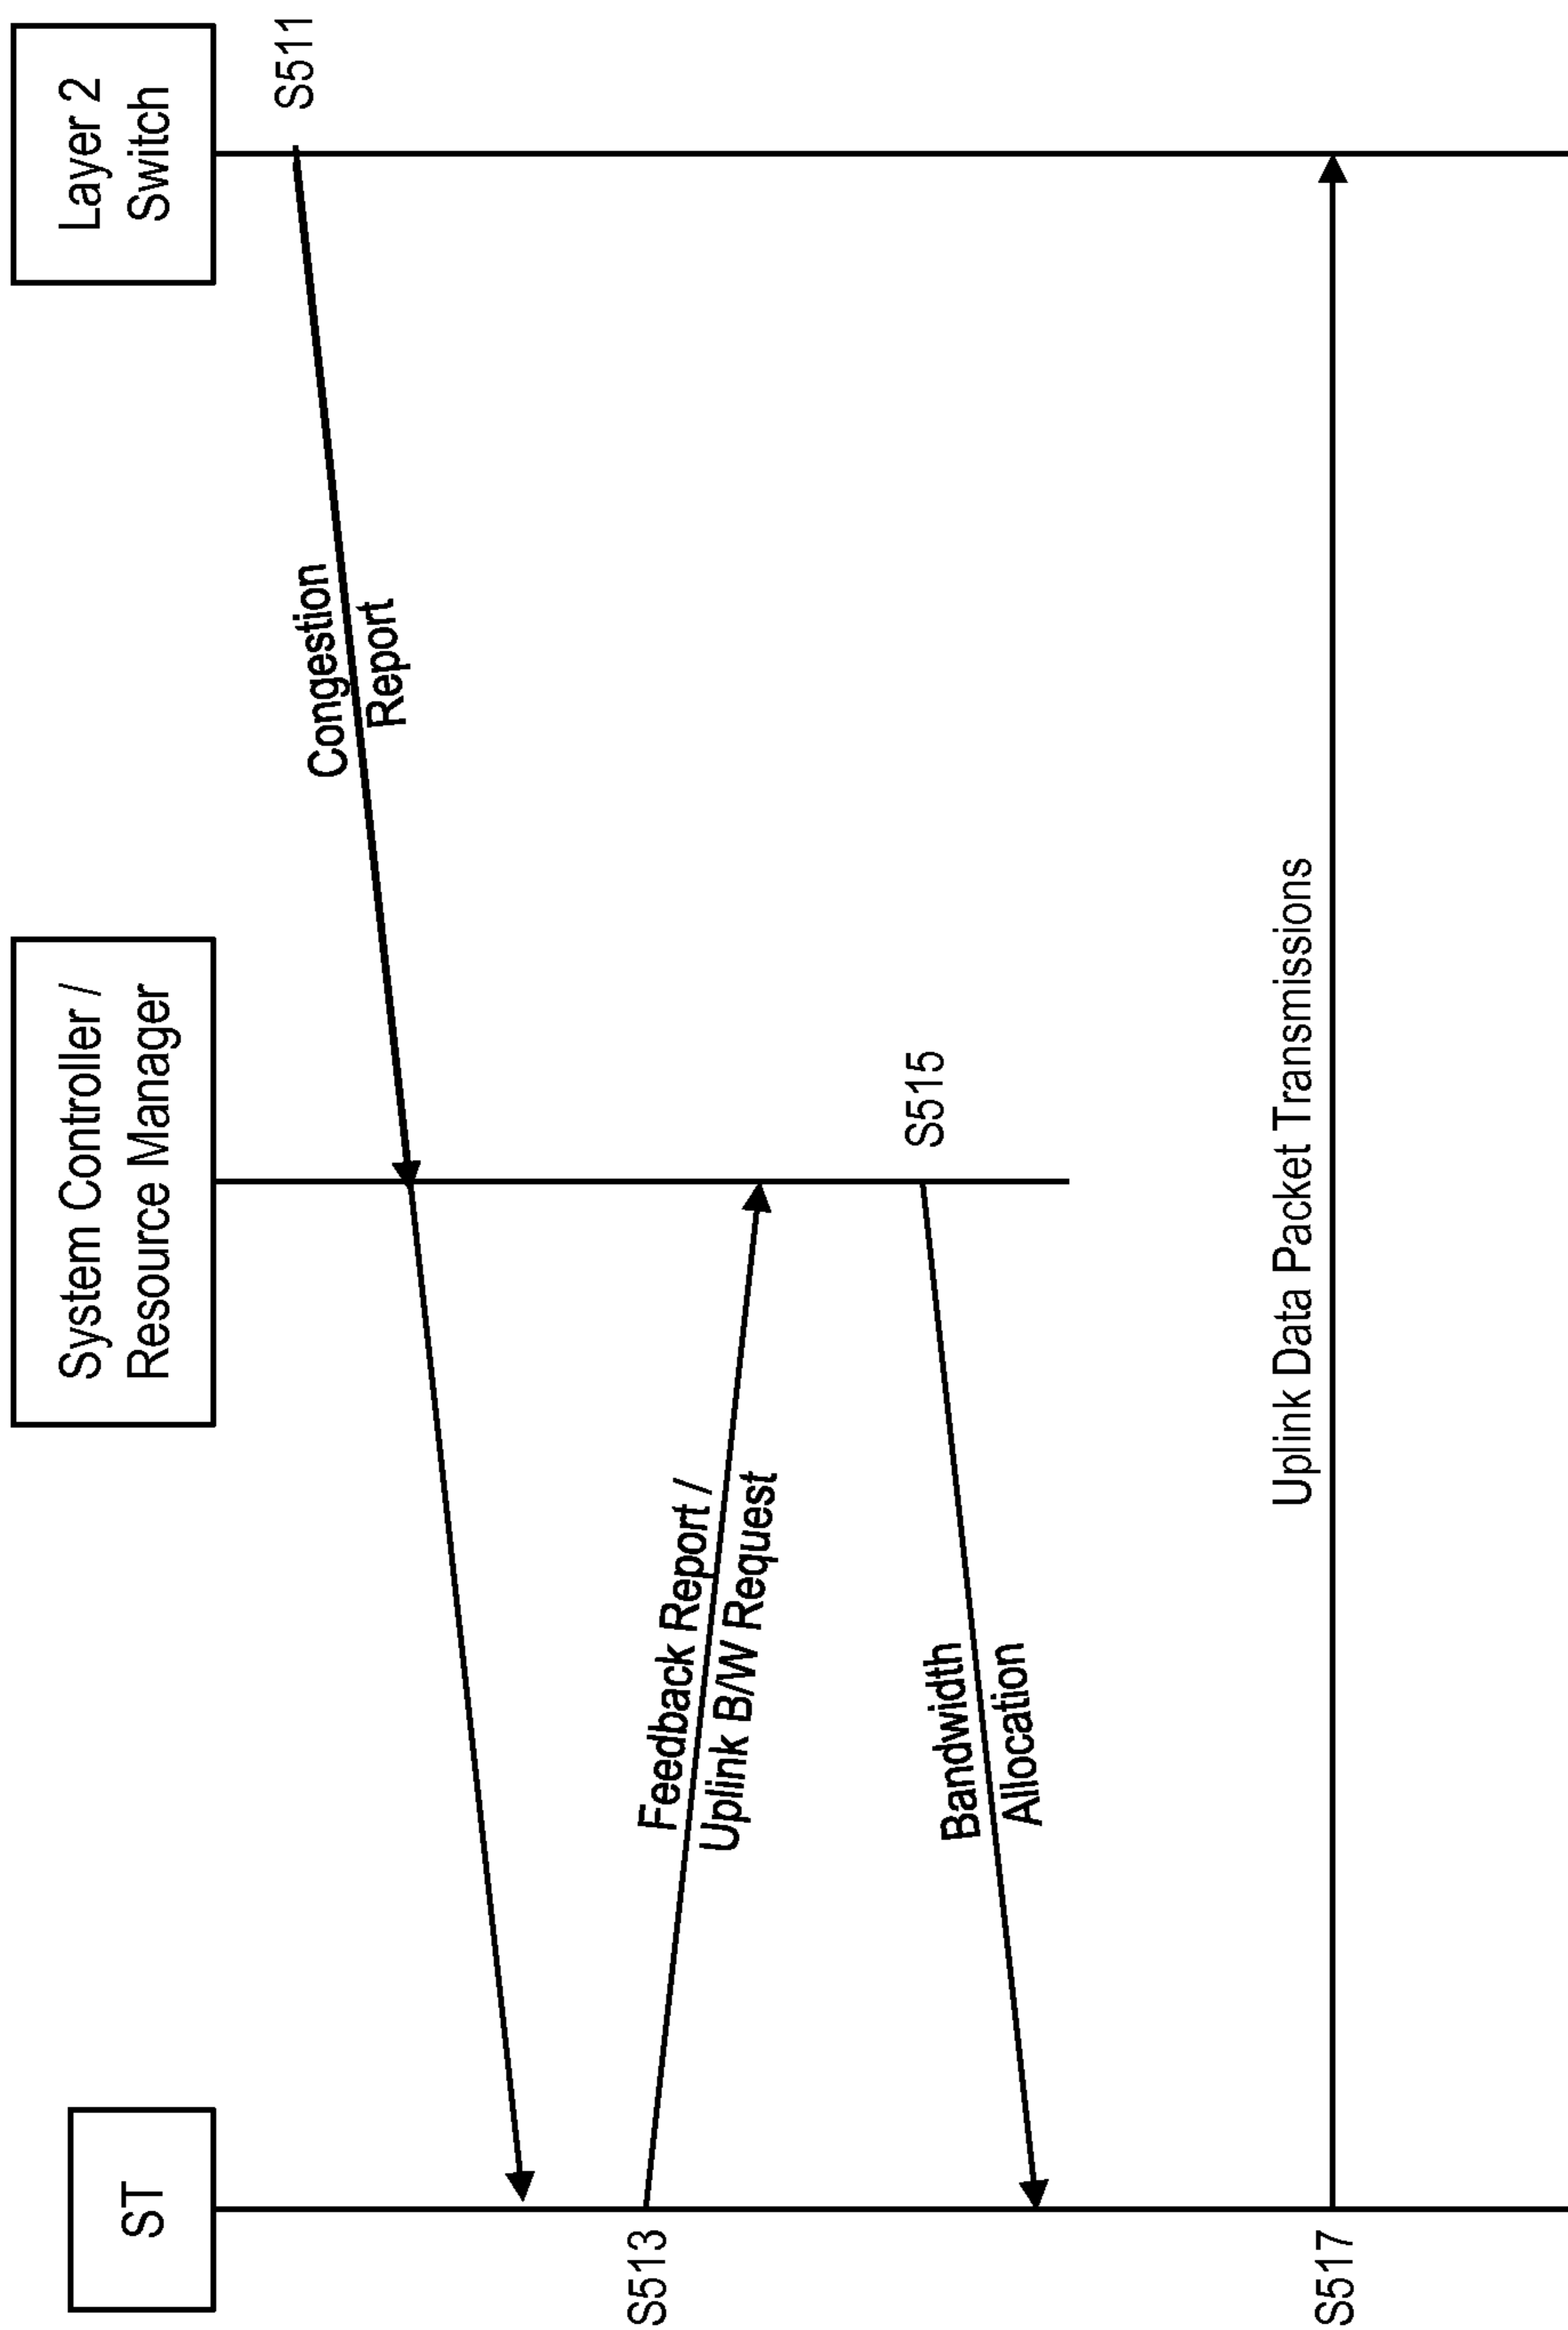 ST
System Controller /
Resource Manager
Layer 2
Switch
S511
Congestion
Report
S513
Feedback Report /
Uplink B/W Request
S515
Bandwidth
Allocation
S517
Uplink Data Packet Transmissions